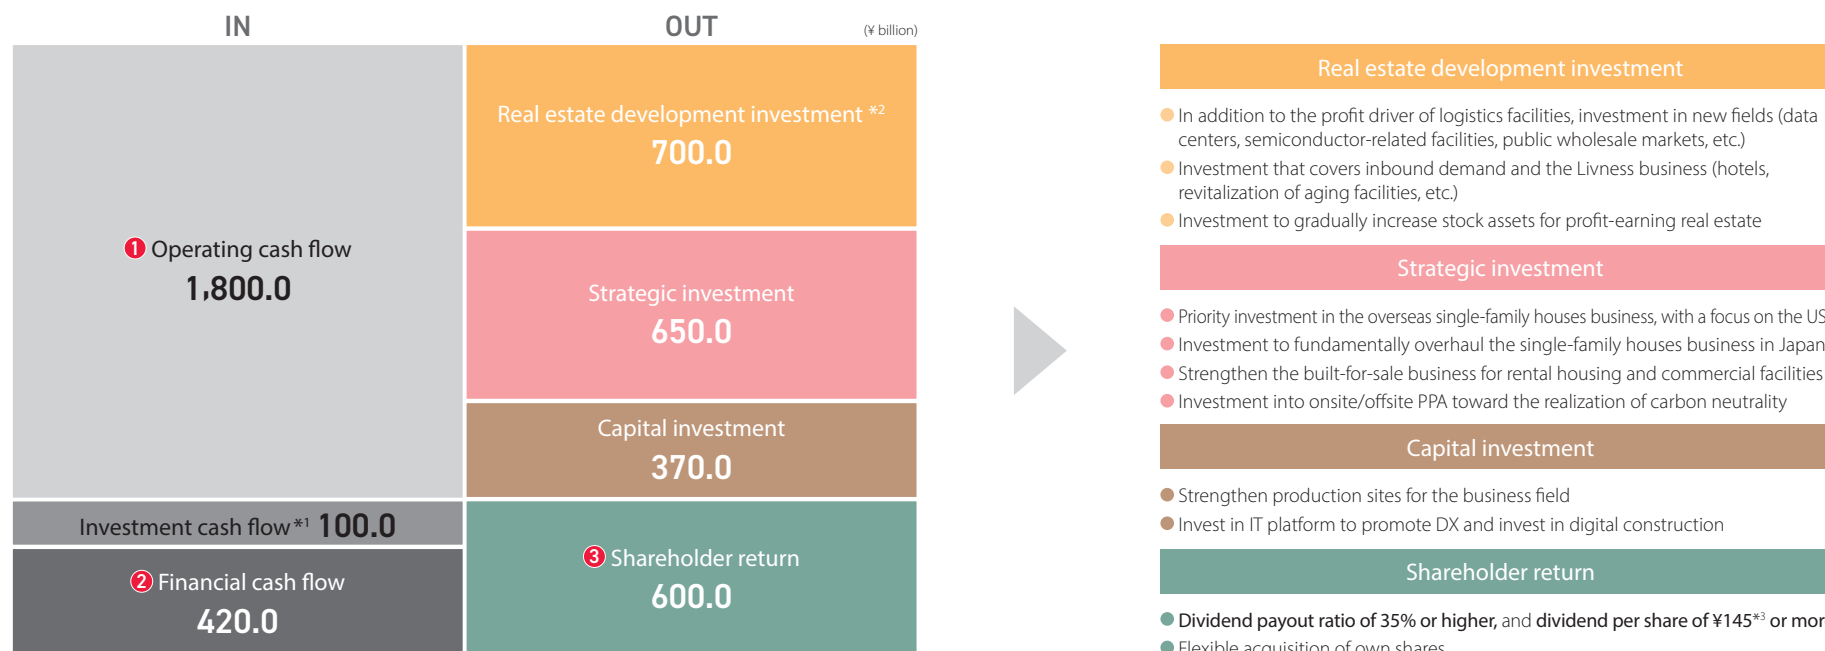 IN
OUT
(¥ billion)
❶ Operating cash flow
1,800.0
Investment cash flow*1 100.0
❷ Financial cash flow
420.0
Real estate development investment *2
700.0
Strategic investment
650.0
Capital investment
370.0
❸ Shareholder return
600.0
Real estate development investment
● In addition to the profit driver of logistics facilities, investment in new fields (data
centers, semiconductor-related facilities, public wholesale markets, etc.)
● Investment that covers inbound demand and the Livness business (hotels,
revitalization of aging facilities, etc.)
● Investment to gradually increase stock assets for profit-earning real estate
Strategic investment
● Priority investment in the overseas single-family houses business, with a focus on the US
● Investment to fundamentally overhaul the single-family houses business in Japan
● Strengthen the built-for-sale business for rental housing and commercial facilities
● Investment into onsite/offsite PPA toward the realization of carbon neutrality
Capital investment
● Strengthen production sites for the business field
● Invest in IT platform to promote DX and invest in digital construction
Shareholder return
● Dividend payout ratio of 35% or higher, and dividend per share of ¥145*3 or mor
● Flexible acquisition of own shares